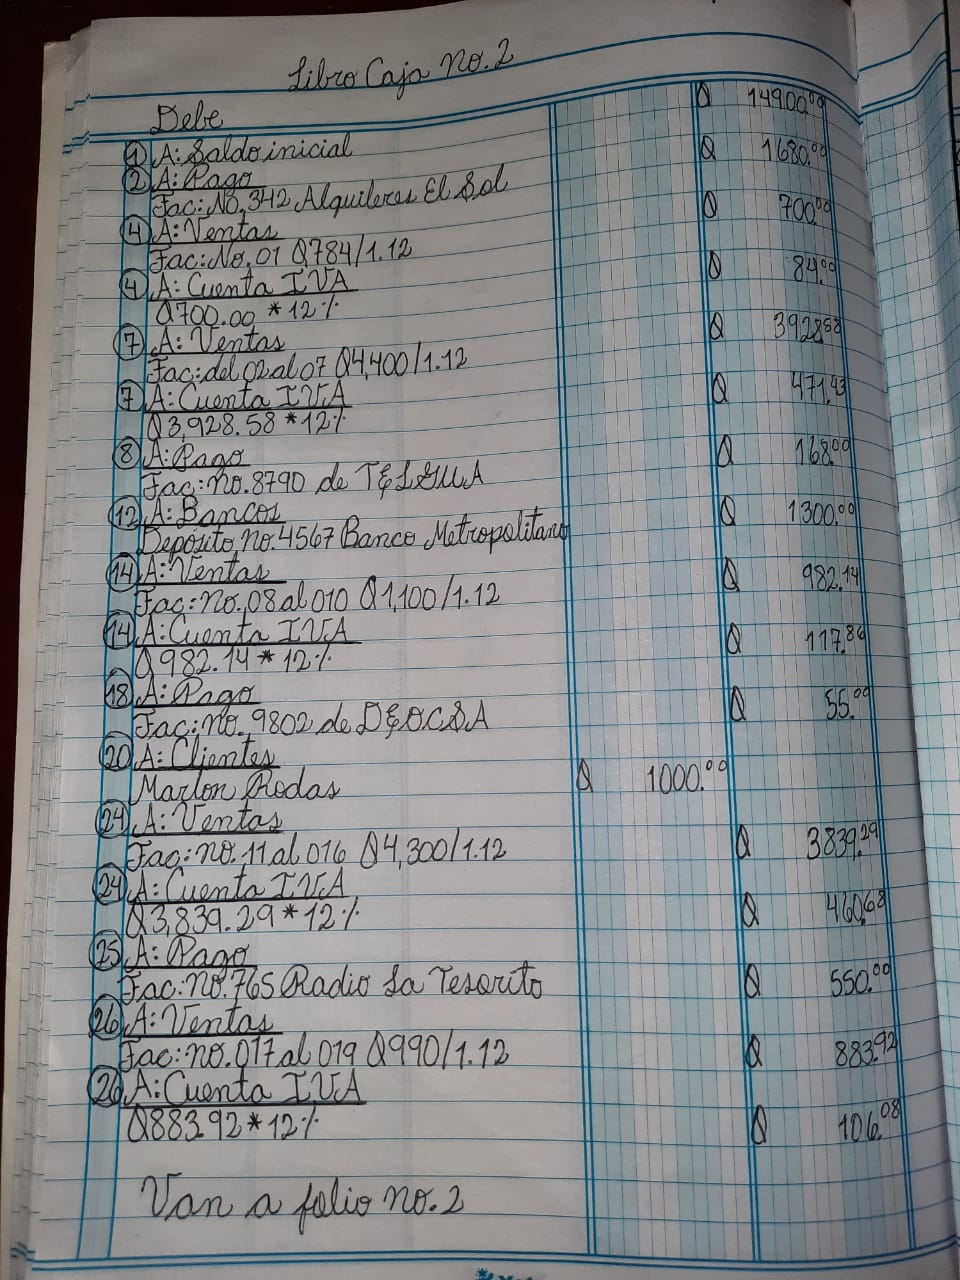 Libro Caja No. 2
Debe
Q 14900.00
1 A: Saldo inicial
2 A: Pago Q 1680.00
Fac: No. 342 Alquileres El Sol
4 A: Ventas Q 700.00
Fac: No. 01 Q784/1.12
4 A: Cuenta IVA Q 84.00
Q700.00 * 12%
7 A: Ventas Q 3928.58
Fac: del 02 al 07 Q4,400/1.12
7 A: Cuenta IVA Q 471.43
Q3,928.58 * 12%
8 A: Pago Q 168.00
Fac: No. 8790 de TELGUA
12 A: Bancos Q 1300.00
Depósito No. 4567 Banco Metropolitano
14 A: Ventas Q 982.14
Fac: No. 08 al 010 Q1,100/1.12
14 A: Cuenta IVA Q 117.86
Q982.14 * 12%
18 A: Pago Q 55.00
Fac: No. 9802 de DEOCSA
20 A: Clientes
Marlon Rodas Q 1000.00
24 A: Ventas
Fac: No. 11 al 016 Q4,300/1.12 Q 3839.29
24 A: Cuenta IVA
Q3,839.29 * 12% Q 460.68
25 A: Pago
Fac: No. 765 Radio La Tesorito Q 550.00
26 A: Ventas
Fac: No. 017 al 019 Q990/1.12 Q 883.92
26 A: Cuenta IVA
Q883.92 * 12% Q 106.08
Van a folio No. 2